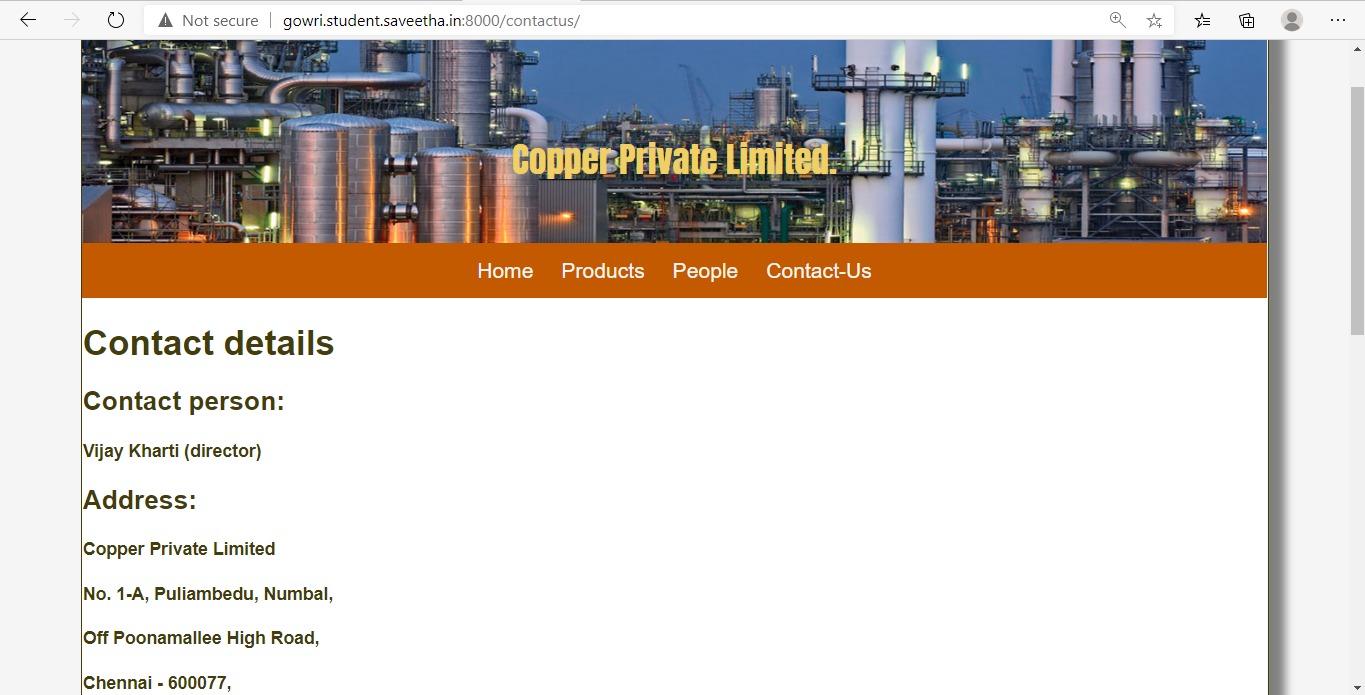 Not secure gowri.student.saveetha.in:8000/contactus/
Copper Private Limited.
Home Products People Contact-Us
Contact details
Contact person:
Vijay Kharti (director)
Address:
Copper Private Limited
No. 1-A, Puliambedu, Numbal,
Off Poonamallee High Road,
Chennai - 600077,